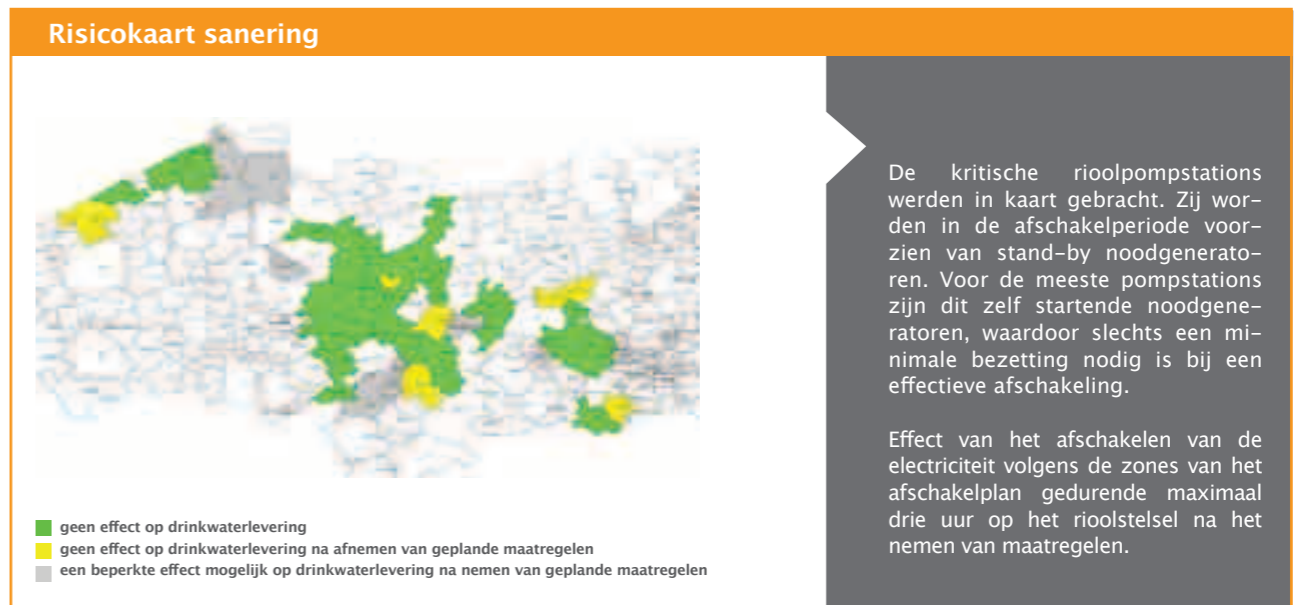 Risicokaart sanering
De kritische rioolpompstations
werden in kaart gebracht. Zij wor-
den in de afschakelperiode voor-
zien van stand-by noodgenerato-
ren. Voor de meeste pompstations
zijn dit zelf startende noodgene-
ratoren, waardoor slechts een mi-
nimale bezetting nodig is bij een
effectieve afschakeling.
Effect van het afschakelen van de
electriciteit volgens de zones van het
afschakelplan gedurende maximaal
drie uur op het rioolstelsel na het
nemen van maatregelen.
geen effect op drinkwaterlevering
geen effect op drinkwaterlevering na afnemen van geplande maatregelen
een beperkte effect mogelijk op drinkwaterlevering na nemen van geplande maatregelen